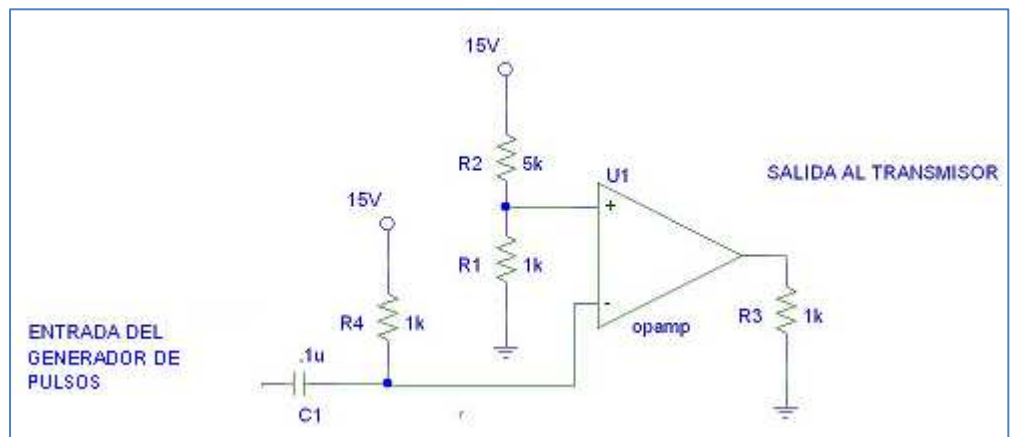 15V
R2 5k
U1
SALIDA AL TRANSMISOR
15V
+
R1 1k
-
R4 1k
opamp
R3 1k
ENTRADA DEL
GENERADOR DE
PULSOS
.1u
C1